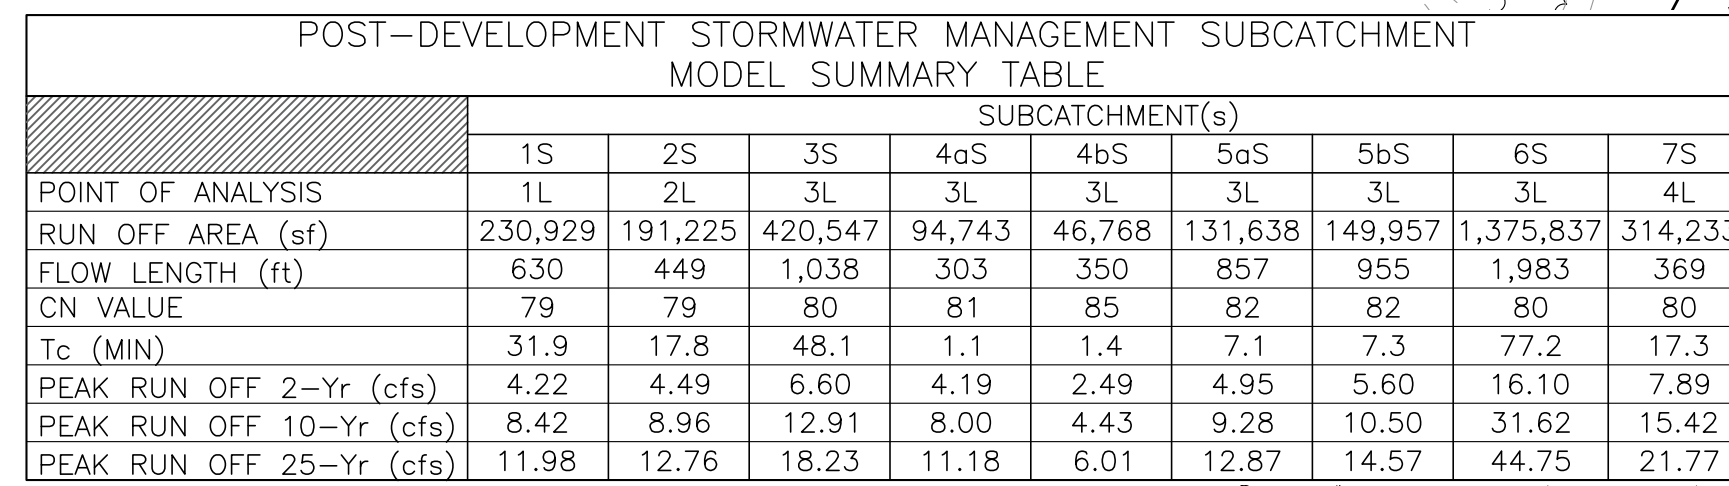 POST-DEVELOPMENT STORMWATER MANAGEMENT SUBCATCHMENT
MODEL SUMMARY TABLE
SUBCATCHMENT(s)
1S 2S 3S 4aS 4bS 5aS 5bS 6S 7S
POINT OF ANALYSIS 1L 2L 3L 3L 3L 3L 3L 3L 4L
RUN OFF AREA (sf) 230,929 191,225 420,547 94,743 46,768 131,638 149,957 1,375,837 314,233
FLOW LENGTH (ft) 630 449 1,038 303 350 857 955 1,983 369
CN VALUE 79 79 80 81 85 82 82 80 80
Tc (MIN) 31.9 17.8 48.1 1.1 1.4 7.1 7.3 77.2 17.3
PEAK RUN OFF 2-Yr (cfs) 4.22 4.49 6.60 4.19 2.49 4.95 5.60 16.10 7.89
PEAK RUN OFF 10-Yr (cfs) 8.42 8.96 12.91 8.00 4.43 9.28 10.50 31.62 15.42
PEAK RUN OFF 25-Yr (cfs) 11.98 12.76 18.23 11.18 6.01 12.87 14.57 44.75 21.77